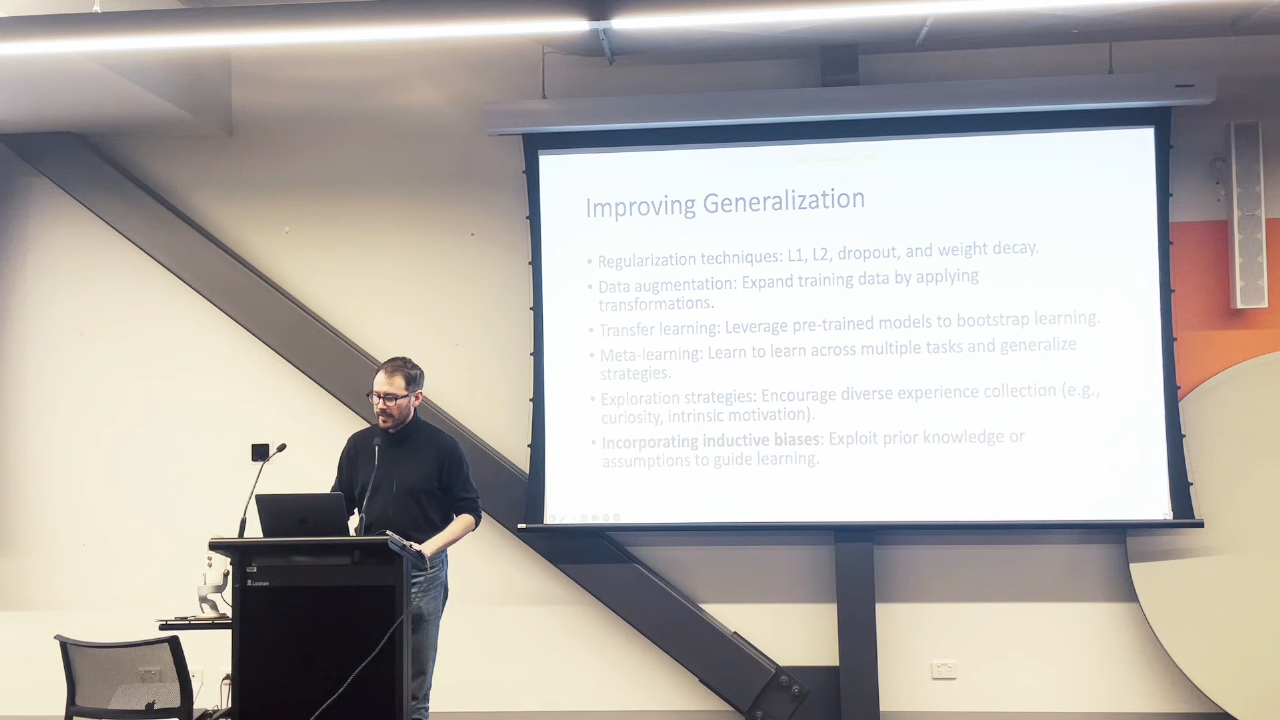 Improving Generalization
• Regularization techniques: L1, L2, dropout, and weight decay.
• Data augmentation: Expand training data by applying
transformations.
• Transfer learning: Leverage pre-trained models to bootstrap learning.
• Meta-learning: Learn to learn across multiple tasks and generalize
strategies.
• Exploration strategies: Encourage diverse experience collection (e.g.,
curiosity, intrinsic motivation).
• Incorporating inductive biases: Exploit prior knowledge or
assumptions to guide learning.